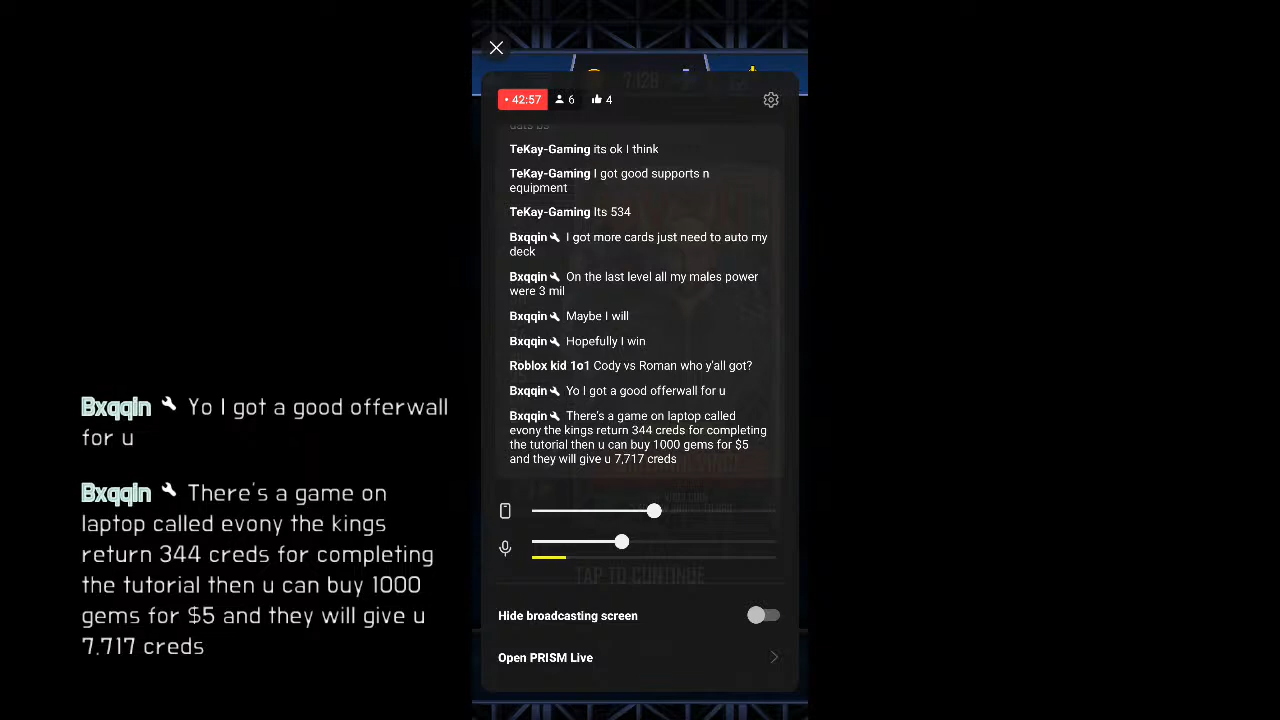 42:57 6 4
TeKay-Gaming its ok I think
TeKay-Gaming I got good supports n
equipment
TeKay-Gaming Its 534
Bxqqin I got more cards just need to auto my
deck
Bxqqin On the last level all my males power
were 3 mil
Bxqqin Maybe I will
Bxqqin Hopefully I win
Roblox kid 1o1 Cody vs Roman who y'all got?
Bxqqin Yo I got a good offerwall for u
Bxqqin There's a game on laptop called
evony the kings return 344 creds for completing
the tutorial then u can buy 1000 gems for $5
and they will give u 7,717 creds
TAP TO CONTINUE
Hide broadcasting screen
Open PRISM Live
Bxqqin Yo I got a good offerwall
for u
Bxqqin There's a game on
laptop called evony the kings
return 344 creds for completing
the tutorial then u can buy 1000
gems for $5 and they will give u
7,717 creds